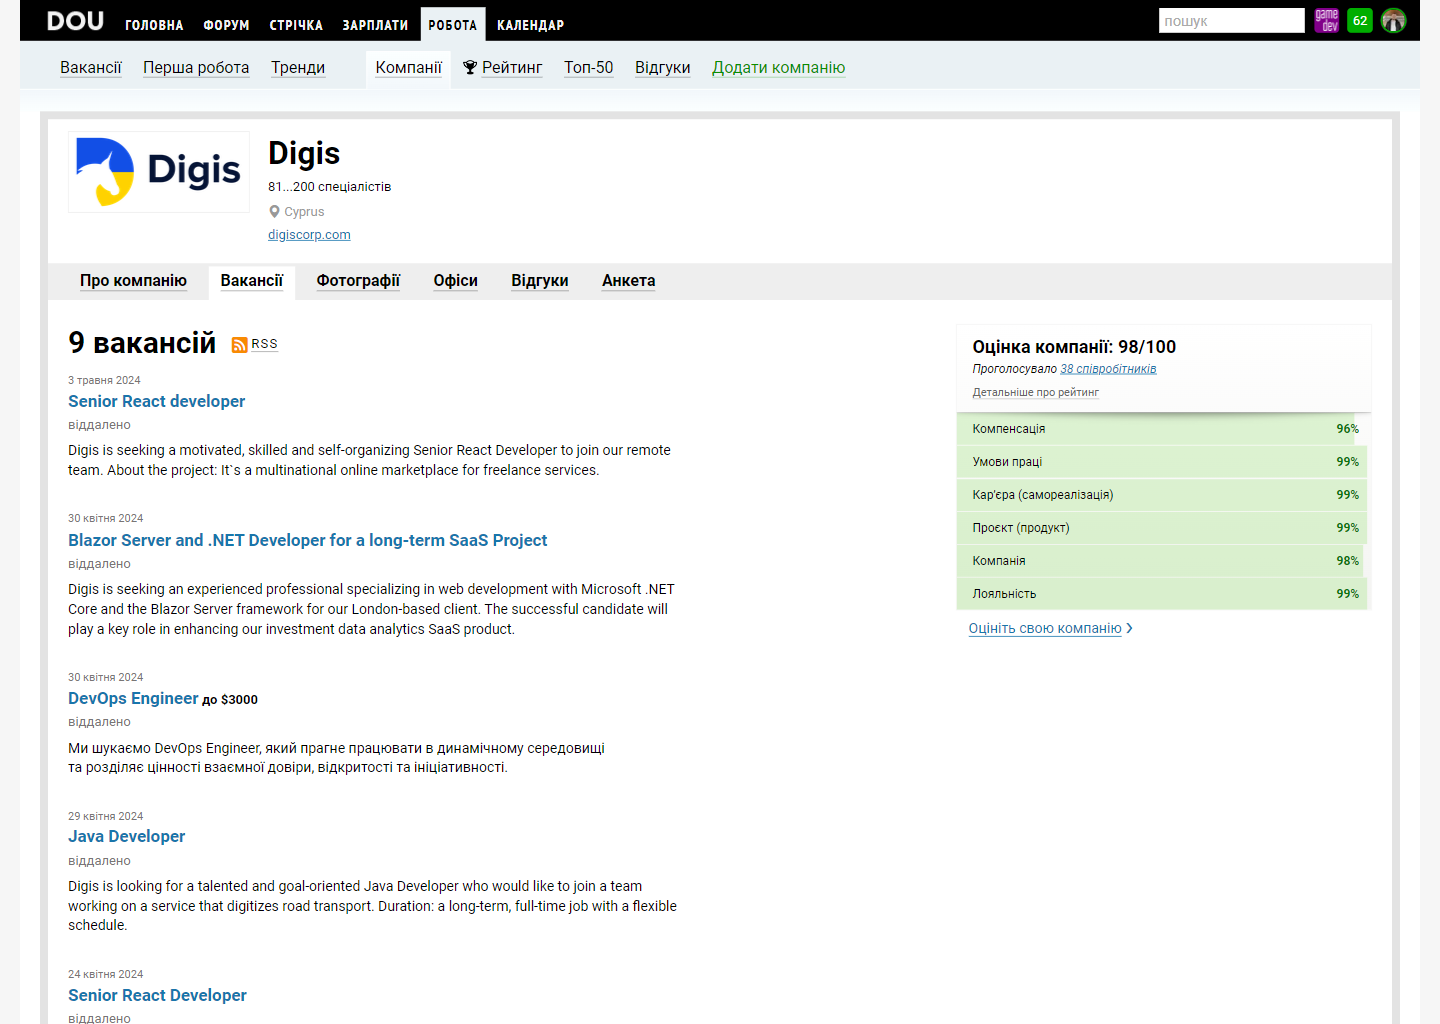 DOU ГОЛОВНА ФОРУМ СТРІЧКА ЗАРПЛАТИ РОБОТА КАЛЕНДАР пошук game dev 62
Вакансії Перша робота Тренди Компанії Рейтинг Топ-50 Відгуки Додати компанію
Digis
Digis
81...200 спеціалістів
Cyprus
digiscorp.com
Про компанію Вакансії Фотографії Офіси Відгуки Анкета
9 вакансій RSS
3 травня 2024
Senior React developer
віддалено
Digis is seeking a motivated, skilled and self-organizing Senior React Developer to join our remote
team. About the project: It`s a multinational online marketplace for freelance services.
30 квітня 2024
Blazor Server and .NET Developer for a long-term SaaS Project
віддалено
Digis is seeking an experienced professional specializing in web development with Microsoft .NET
Core and the Blazor Server framework for our London-based client. The successful candidate will
play a key role in enhancing our investment data analytics SaaS product.
30 квітня 2024
DevOps Engineer до $3000
віддалено
Ми шукаємо DevOps Engineer, який прагне працювати в динамічному середовищі
та розділяє цінності взаємної довіри, відкритості та ініціативності.
29 квітня 2024
Java Developer
віддалено
Digis is looking for a talented and goal-oriented Java Developer who would like to join a team
working on a service that digitizes road transport. Duration: a long-term, full-time job with a flexible
schedule.
24 квітня 2024
Senior React Developer
віддалено
Оцінка компанії: 98/100
Проголосувало 38 співробітників
Детальніше про рейтинг
Компенсація 96%
Умови праці 99%
Кар'єра (самореалізація) 99%
Проєкт (продукт) 99%
Компанія 98%
Лояльність 99%
Оцініть свою компанію